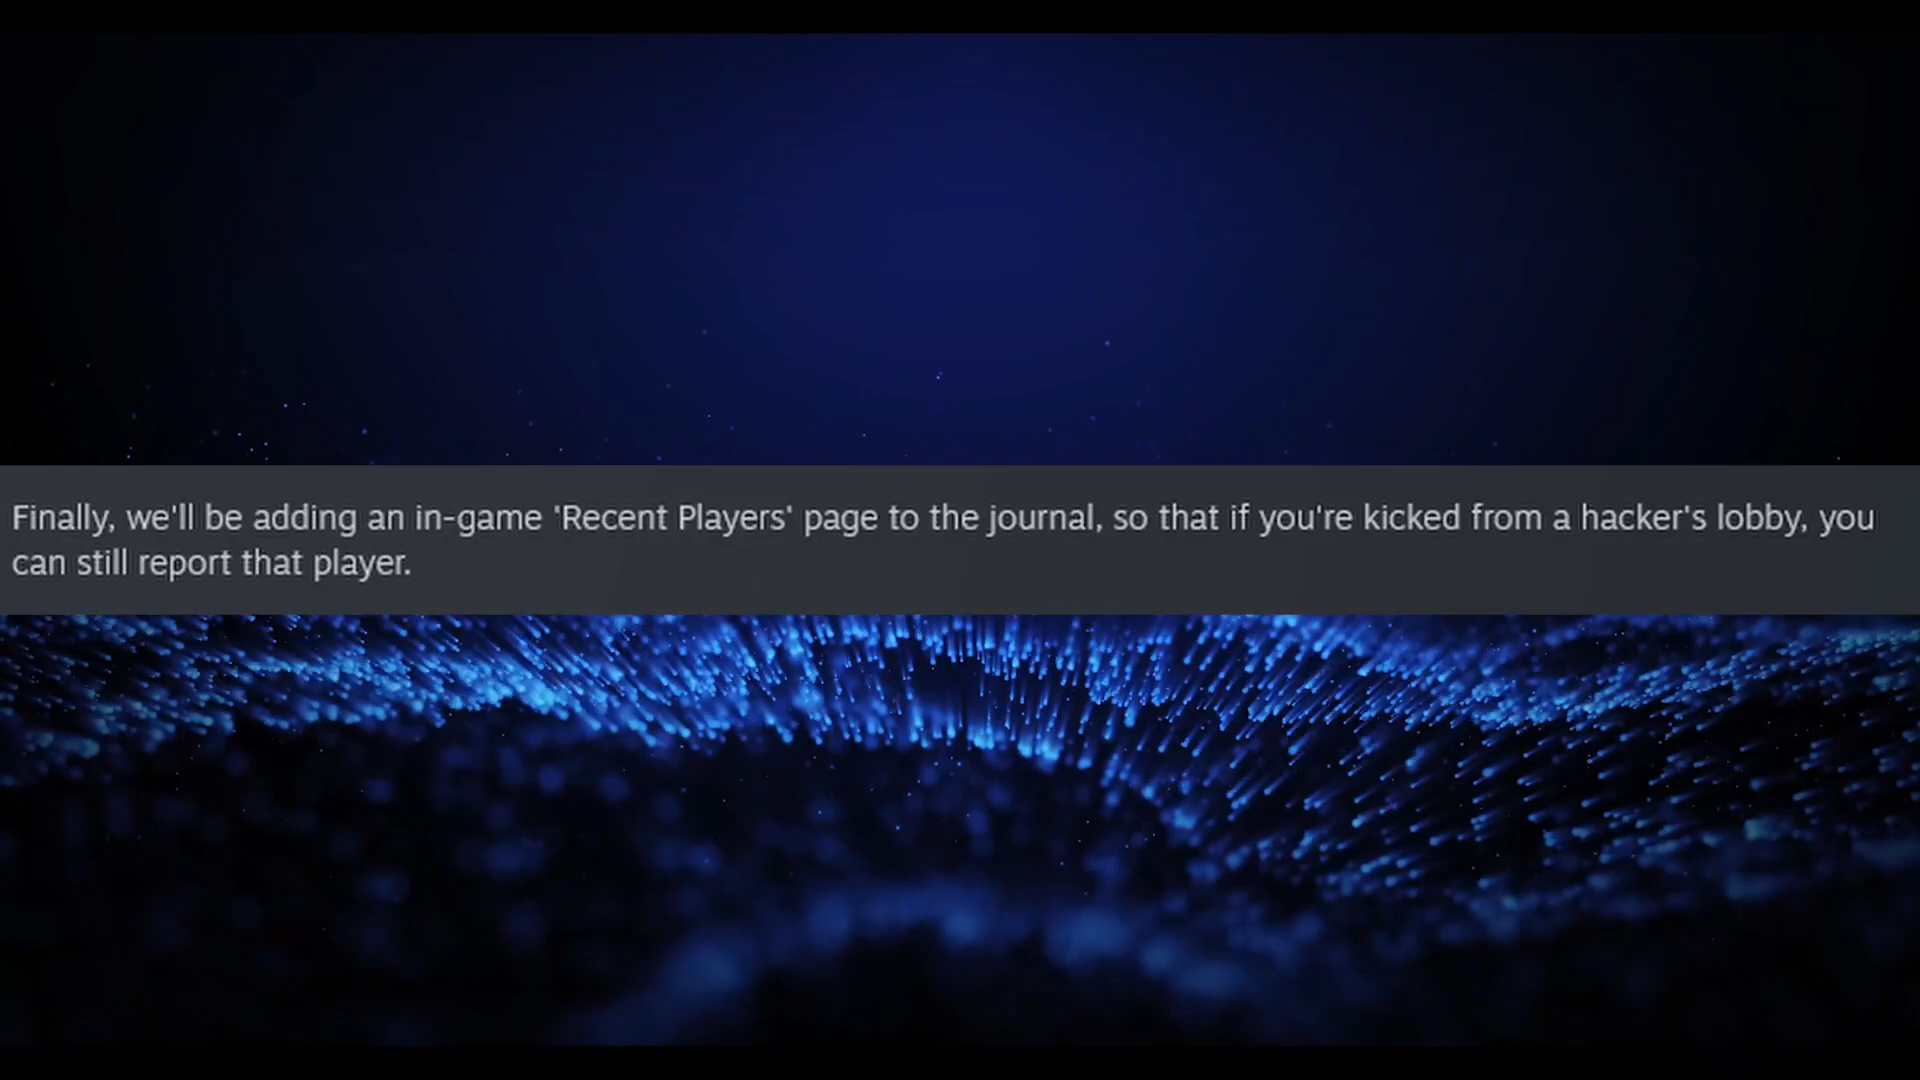 Finally, we'll be adding an in-game 'Recent Players' page to the journal, so that if you're kicked from a hacker's lobby, you
can still report that player.